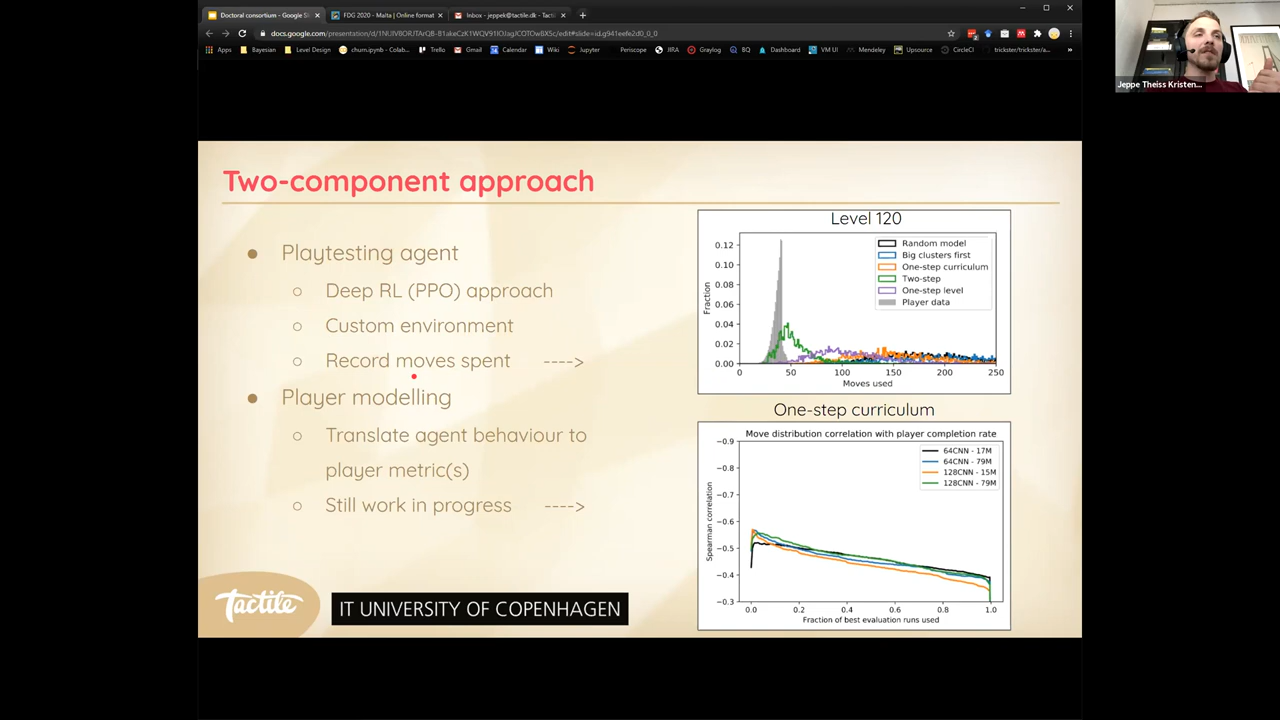 Doctoral consortium - Google Sl
FDG 2020 - Malta | Online format
Inbox - jeppek@tactile.dk - Tacti
Apps
Bayesian
Level Design
churn.ipynb - Colab...
Trello
Gmail
Calendar
Wiki
Jupyter
Periscope
JIRA
Graylog
BQ
Dashboard
VM UI
Mendeley
Upsource
CircleCI
trickster/trickster/a...
Jeppe Theiss Kristen...
Two-component approach
Playtesting agent
Deep RL (PPO) approach
Custom environment
Record moves spent ---->
Player modelling
Translate agent behaviour to
player metric(s)
Still work in progress ---->
Tactile
IT UNIVERSITY OF COPENHAGEN
Level 120
Fraction
0.12
0.10
0.08
0.06
0.04
0.02
0.00
0 50 100 150 200 250
Moves used
Random model
Big clusters first
One-step curriculum
Two-step
One-step level
Player data
One-step curriculum
Move distribution correlation with player completion rate
Spearman correlation
−0.9
−0.8
−0.7
−0.6
−0.5
−0.4
−0.3
0.0 0.2 0.4 0.6 0.8 1.0
Fraction of best evaluation runs used
64CNN - 17M
64CNN - 79M
128CNN - 15M
128CNN - 79M